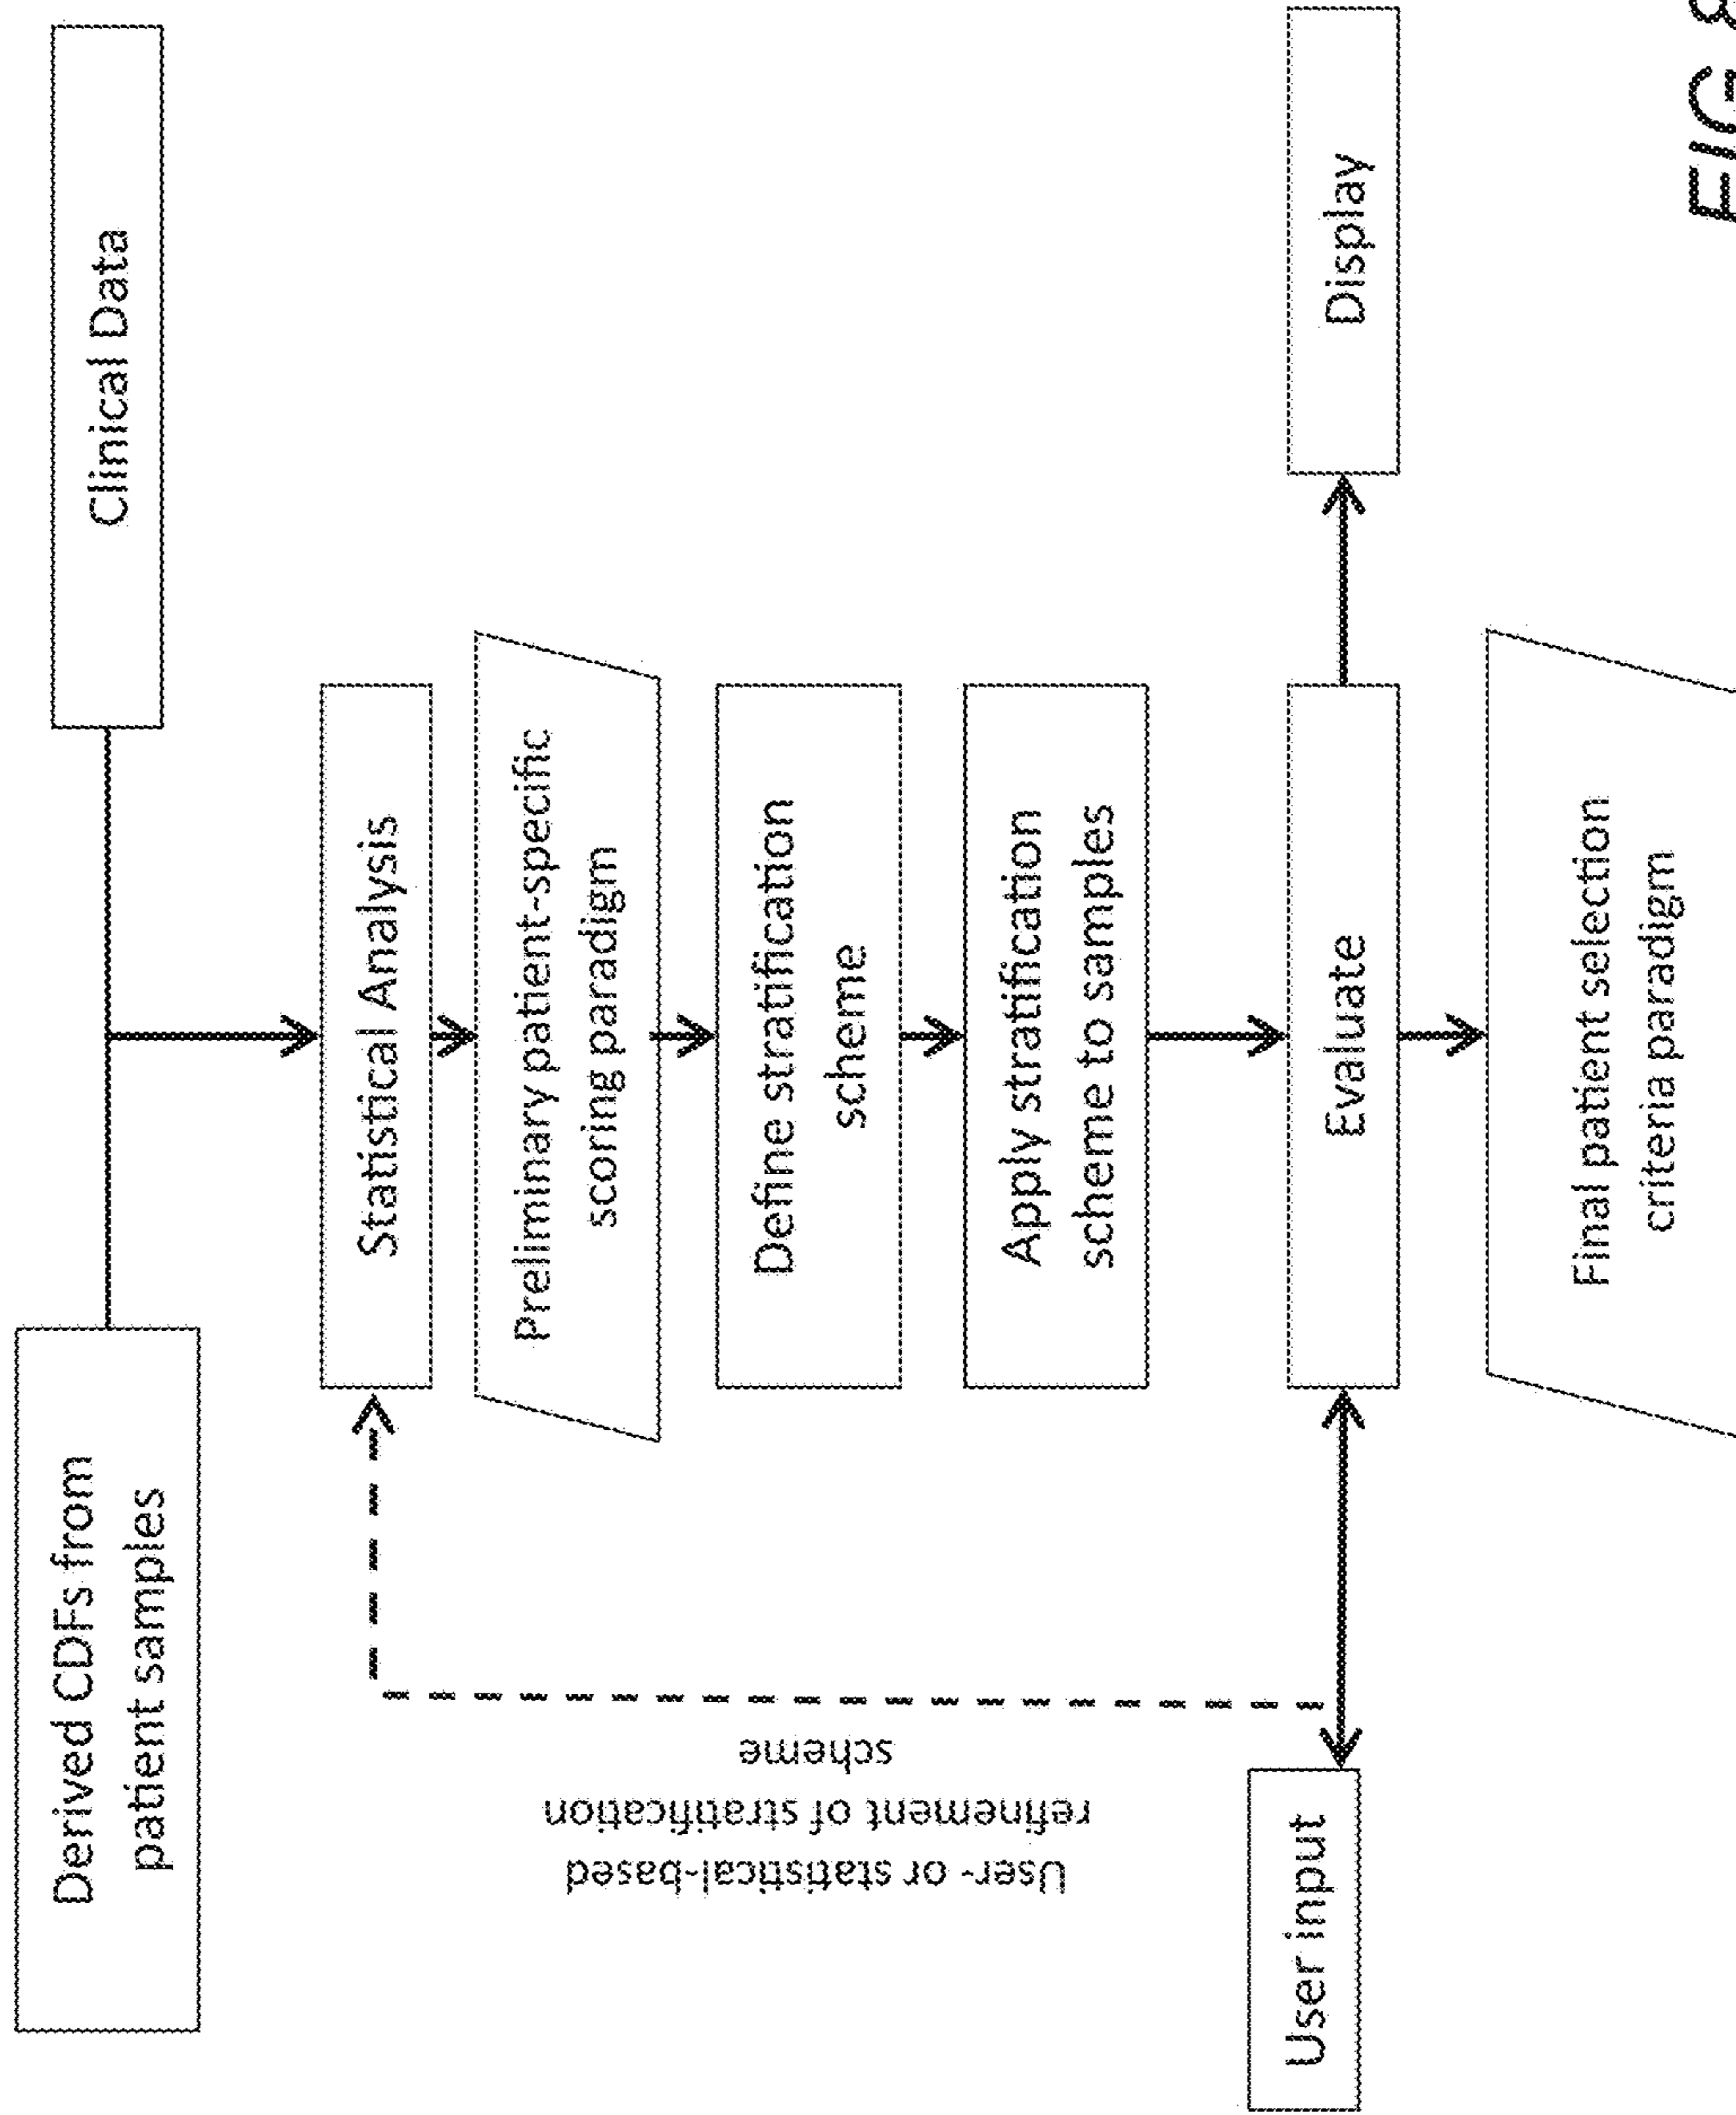 Derived CDFs from
patient samples
Clinical Data
Statistical Analysis
Preliminary patient-specific
scoring paradigm
Define stratification
scheme
Apply stratification
scheme to samples
User- or statistical-based
refinement of stratification
scheme
User input
Evaluate
Display
Final patient selection
criteria paradigm
FIG 8